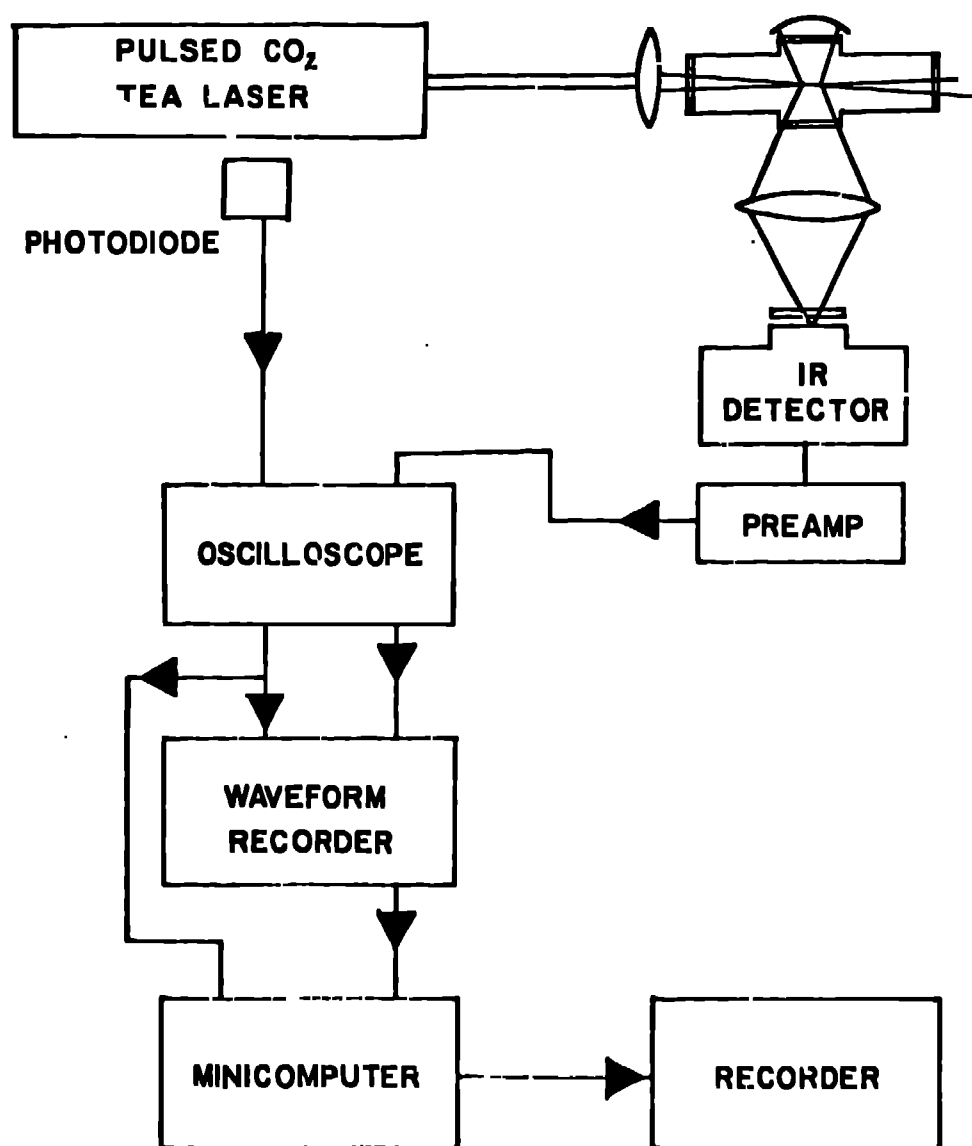 PULSED CO₂
TEA LASER
PHOTODIODE
IR
DETECTOR
PREAMP
OSCILLOSCOPE
WAVEFORM
RECORDER
MINICOMPUTER
RECORDER